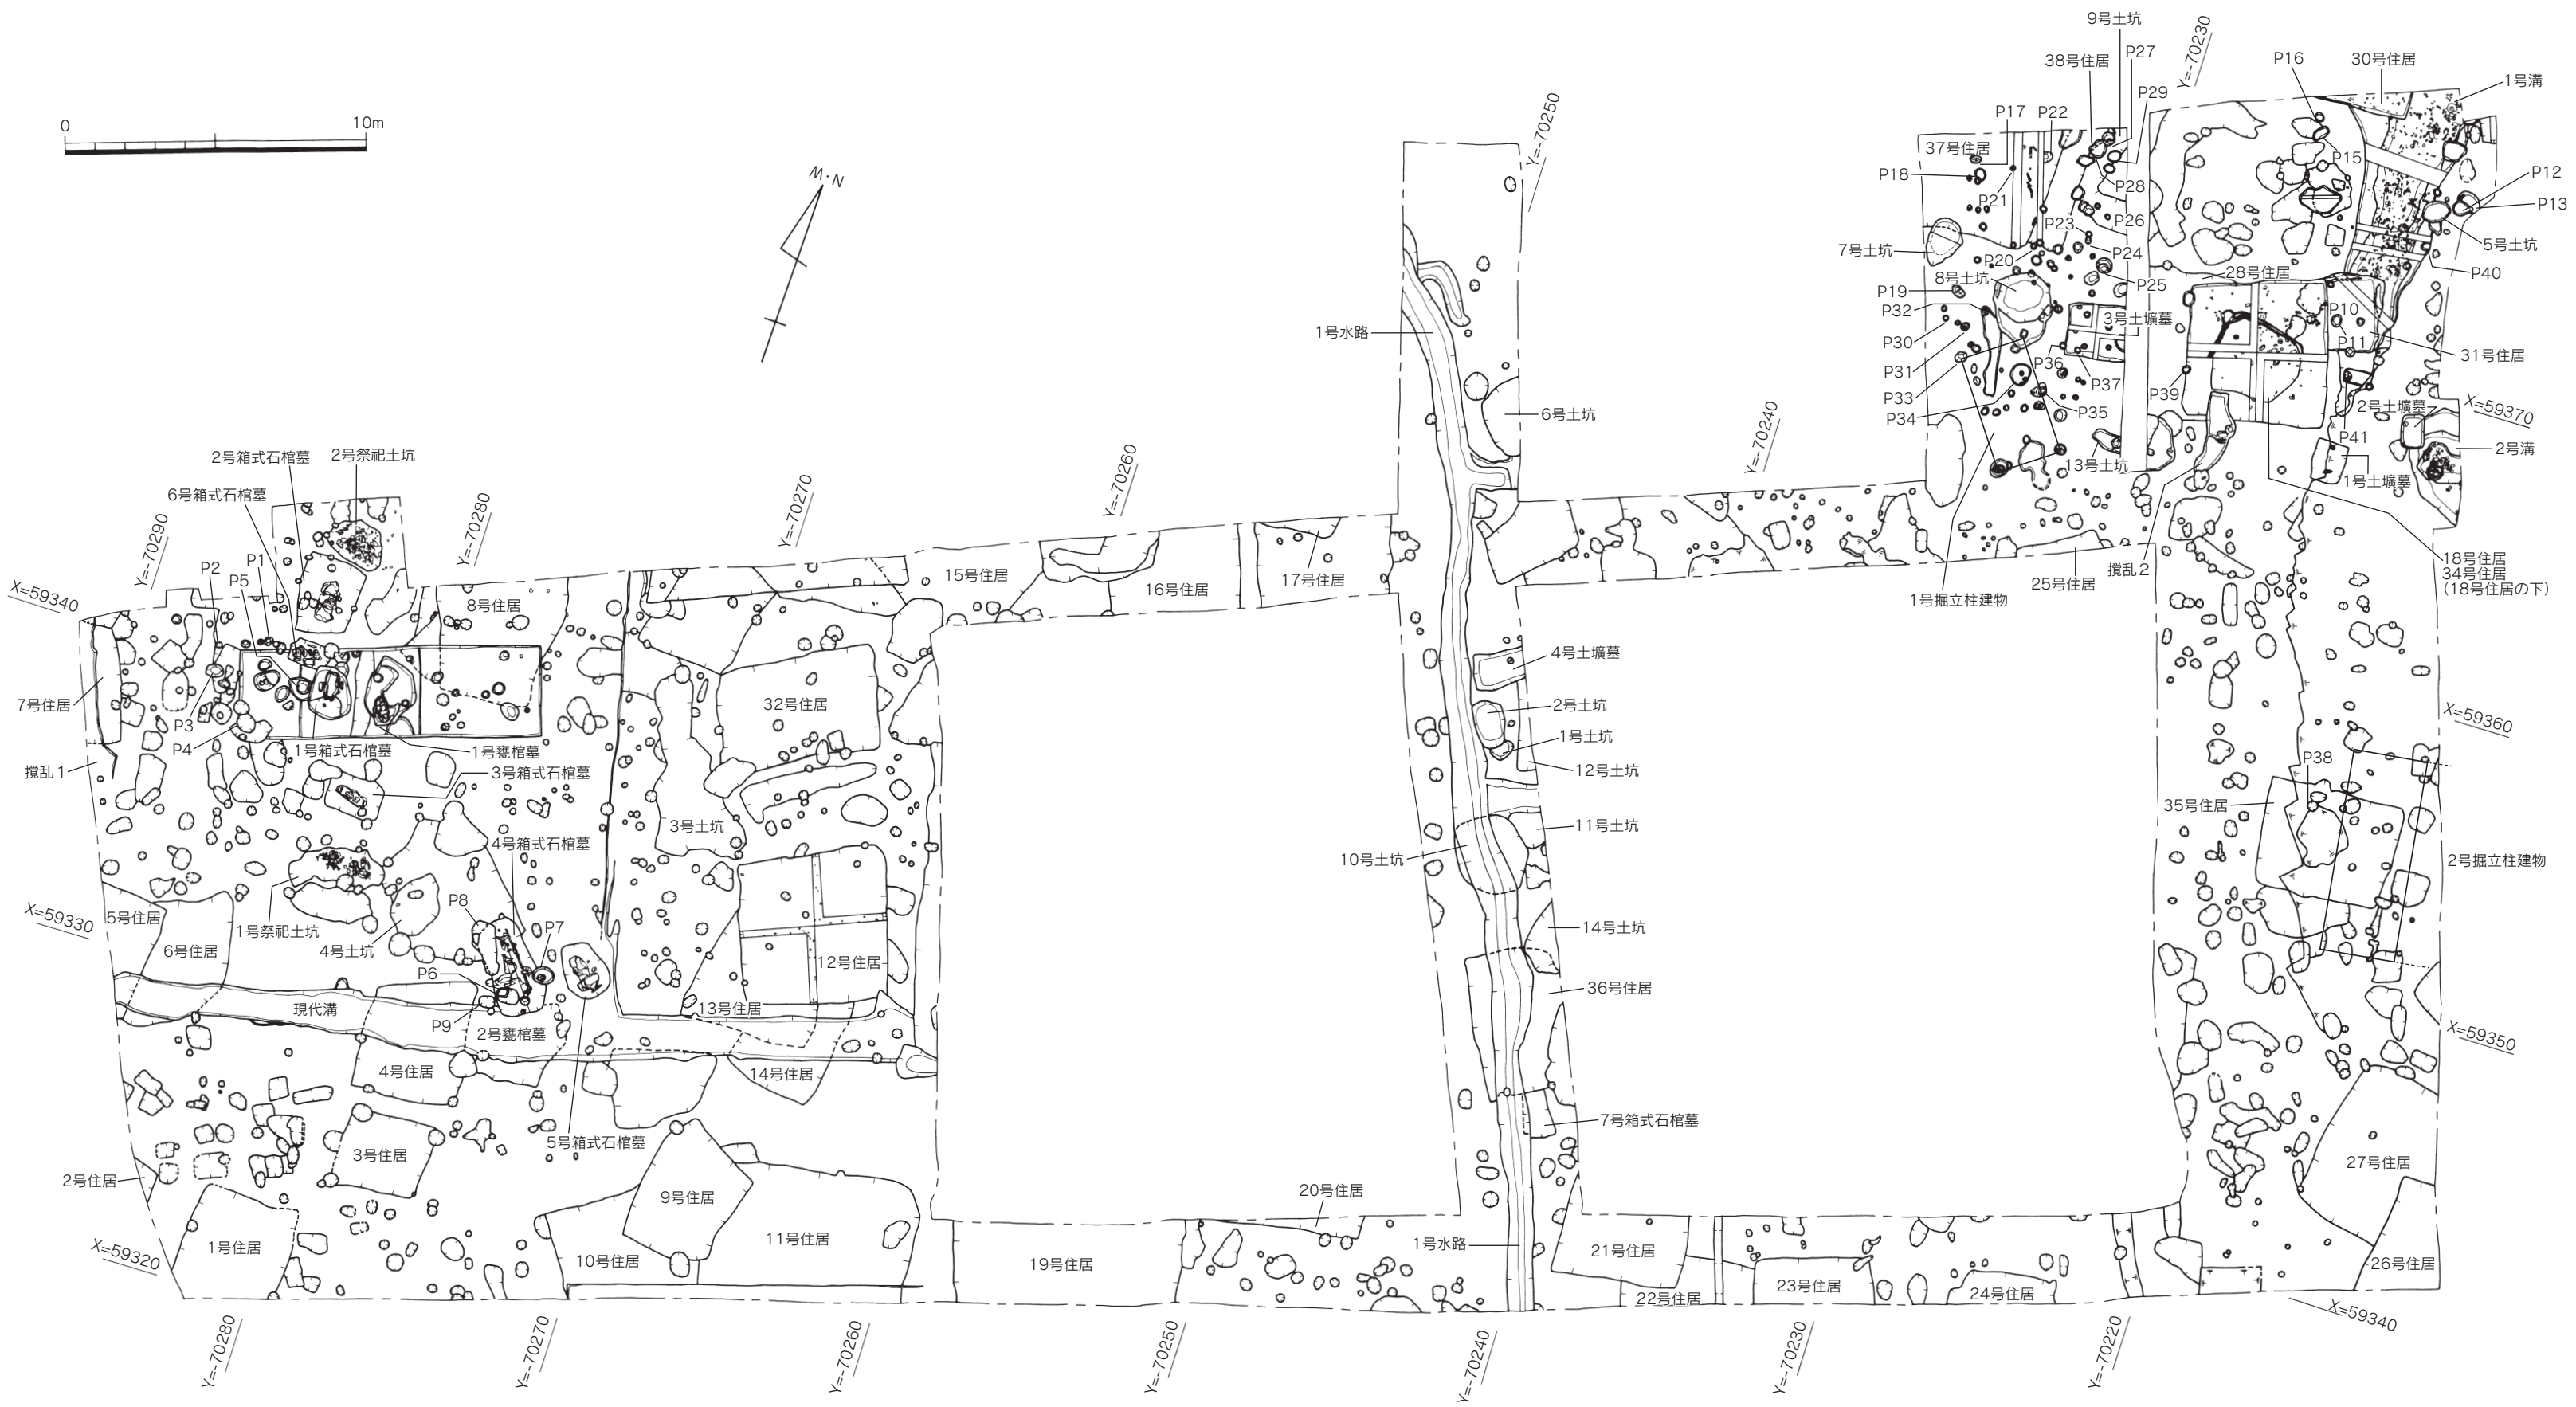 0
10m
M・N
Y=-70290
Y=-70280
Y=-70270
Y=-70260
Y=-70250
Y=-70240
Y=-70230
X=59340
X=59330
X=59320
2号箱式石棺墓
2号祭祀土坑
6号箱式石棺墓
P1
P2
P5
8号住居
7号住居
P3
P4
1号箱式石棺墓
1号甕棺墓
撹乱1
3号箱式石棺墓
4号箱式石棺墓
3号土坑
32号住居
5号住居
6号住居
1号祭祀土坑
4号土坑
P8
P7
P6
P9
2号甕棺墓
現代溝
12号住居
13号住居
14号住居
4号住居
3号住居
5号箱式石棺墓
2号住居
1号住居
9号住居
10号住居
11号住居
15号住居
16号住居
17号住居
1号水路
6号土坑
4号土壙墓
2号土坑
1号土坑
12号土坑
11号土坑
10号土坑
14号土坑
36号住居
7号箱式石棺墓
20号住居
1号水路
19号住居
21号住居
22号住居
23号住居
24号住居
9号土坑
38号住居
P27
P29
P17
P22
37号住居
P18
P21
P28
P26
P23
P24
7号土坑
P20
8号土坑
P25
P19
P32
3号土壙墓
P30
P31
P36
P37
P33
P34
P35
P39
13号土坑
1号掘立柱建物
25号住居
撹乱2
P16
30号住居
1号溝
P15
P12
P13
5号土坑
P40
28号住居
P10
P11
31号住居
2号土壙墓
X=59370
P41
2号溝
1号土壙墓
18号住居
34号住居
(18号住居の下)
X=59360
P38
35号住居
2号掘立柱建物
X=59350
27号住居
26号住居
X=59340
Y=-70280
Y=-70270
Y=-70260
Y=-70250
Y=-70240
Y=-70230
Y=-70220